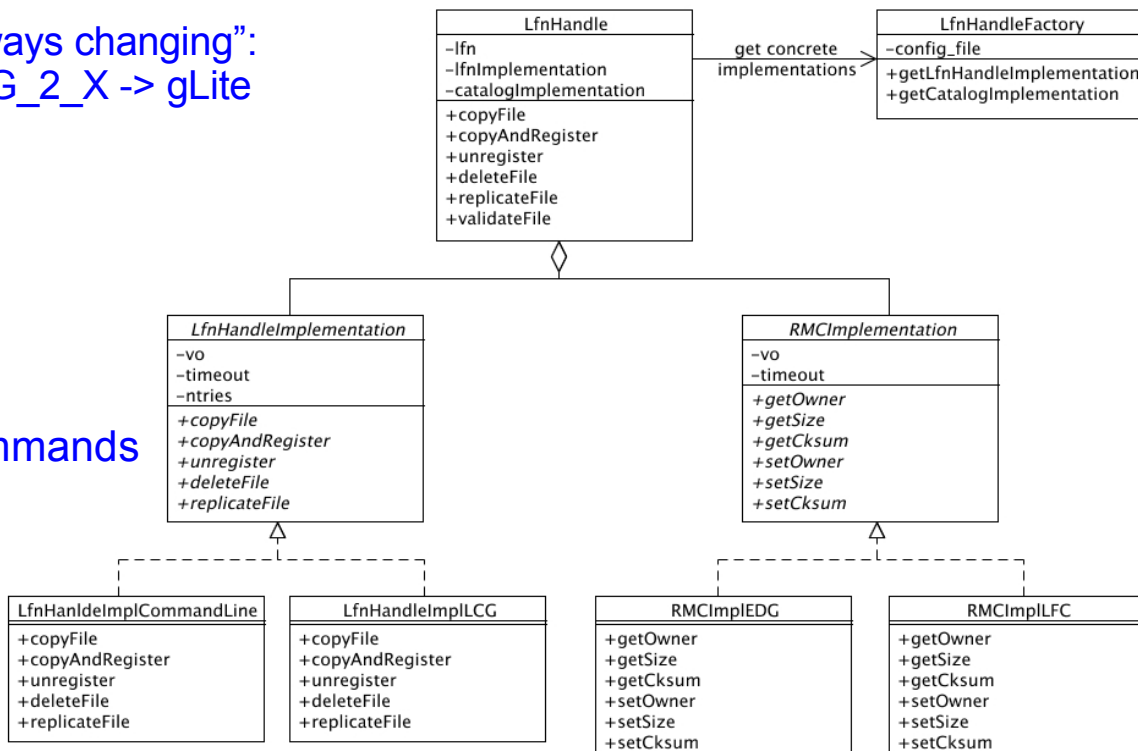 ways changing”:
G_2_X -> gLite
mmands
LfnHandle
-lfn
-lfnImplementation
-catalogImplementation
+copyFile
+copyAndRegister
+unregister
+deleteFile
+replicateFile
+validateFile
get concrete
implementations
LfnHandleFactory
-config_file
+getLfnHandleImplementation
+getCatalogImplementation
LfnHandleImplementation
-vo
-timeout
-ntries
+copyFile
+copyAndRegister
+unregister
+deleteFile
+replicateFile
RMCImplementation
-vo
-timeout
+getOwner
+getSize
+getCksum
+setOwner
+setSize
+setCksum
LfnHanldeImplCommandLine
+copyFile
+copyAndRegister
+unregister
+deleteFile
+replicateFile
LfnHandleImplLCG
+copyFile
+copyAndRegister
+unregister
+deleteFile
+replicateFile
RMCImplEDG
+getOwner
+getSize
+getCksum
+setOwner
+setSize
+setCksum
RMCImplLFC
+getOwner
+getSize
+getCksum
+setOwner
+setSize
+setCksum